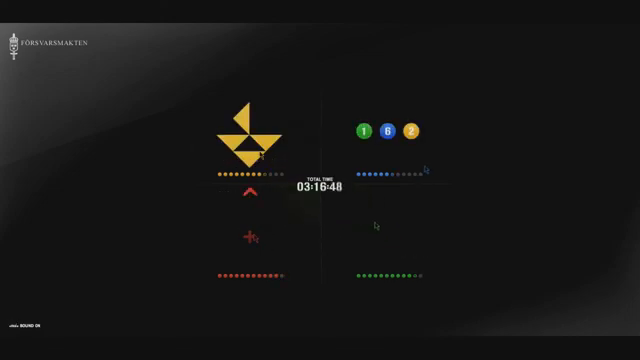 FÖRSVARSMAKTEN
1 6 2
TOTAL TIME
03:16:48
SOUND ON